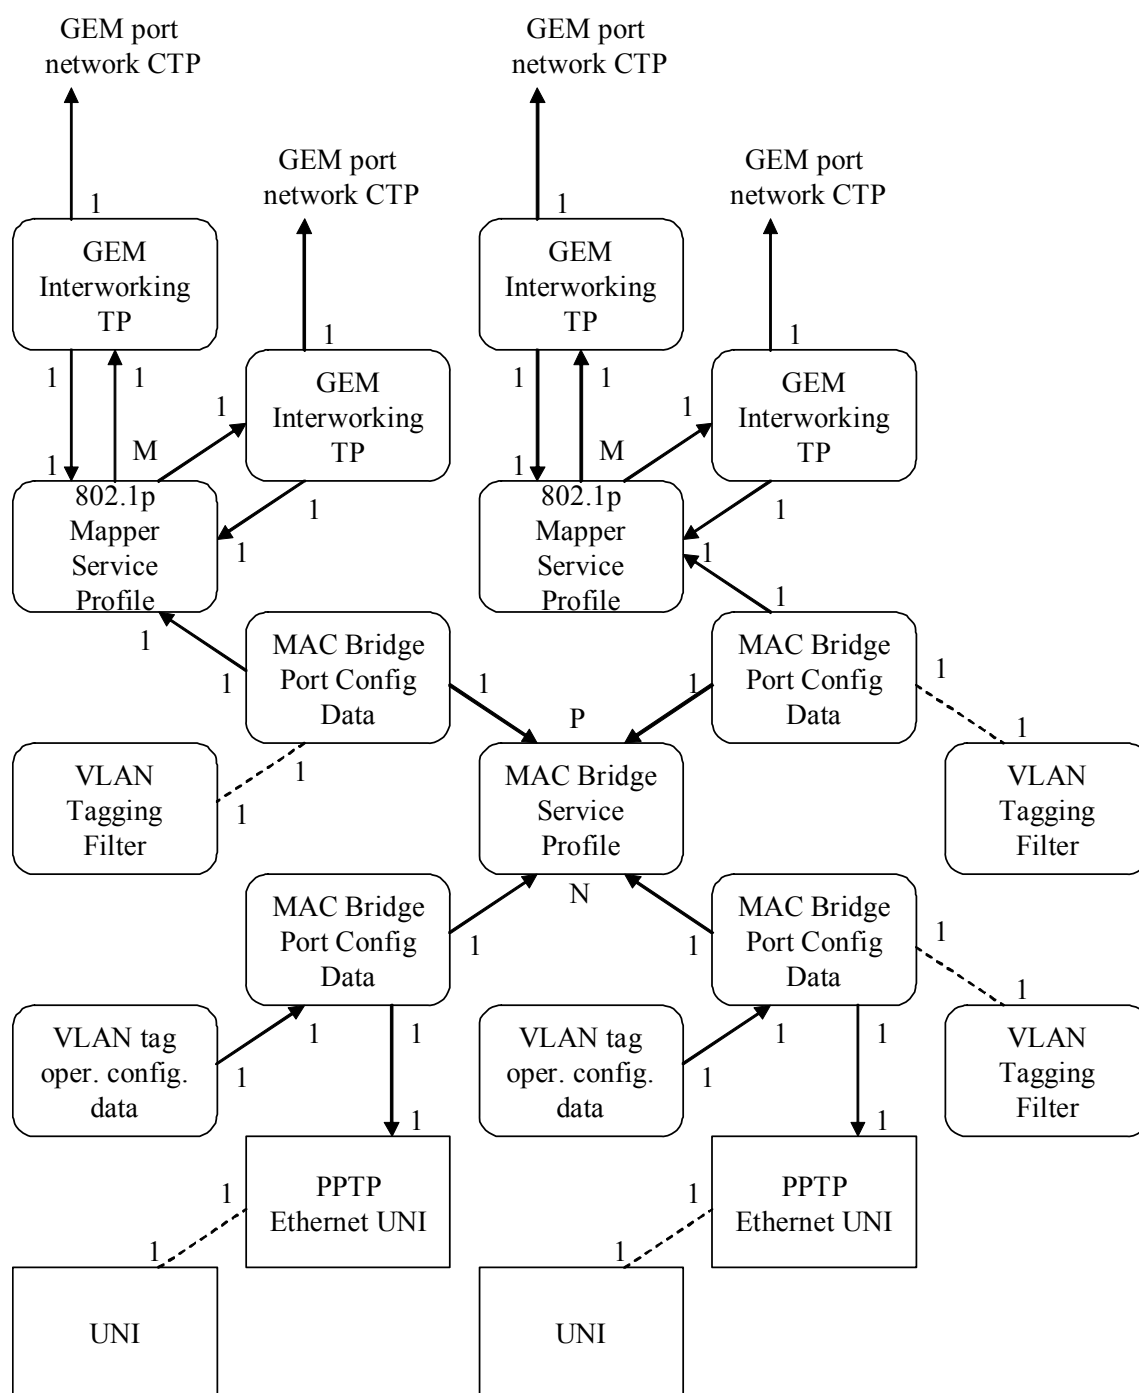 GEM port
network CTP
GEM port
network CTP
GEM port
network CTP
GEM port
network CTP
1
1
GEM
Interworking
TP
GEM
Interworking
TP
1
1
1
1
1
1
GEM
Interworking
TP
GEM
Interworking
TP
1
1
M
M
1
1
1
1
802.1p
Mapper
Service
Profile
802.1p
Mapper
Service
Profile
1
1
1
1
MAC Bridge
Port Config
Data
MAC Bridge
Port Config
Data
1
1
1
1
P
1
1
1
VLAN
Tagging
Filter
MAC Bridge
Service
Profile
VLAN
Tagging
Filter
N
MAC Bridge
Port Config
Data
MAC Bridge
Port Config
Data
1
1
1
1
VLAN tag
oper. config.
data
1
1
1
VLAN tag
oper. config.
data
1
1
1
VLAN
Tagging
Filter
1
1
PPTP
Ethernet UNI
PPTP
Ethernet UNI
1
1
1
1
UNI
UNI